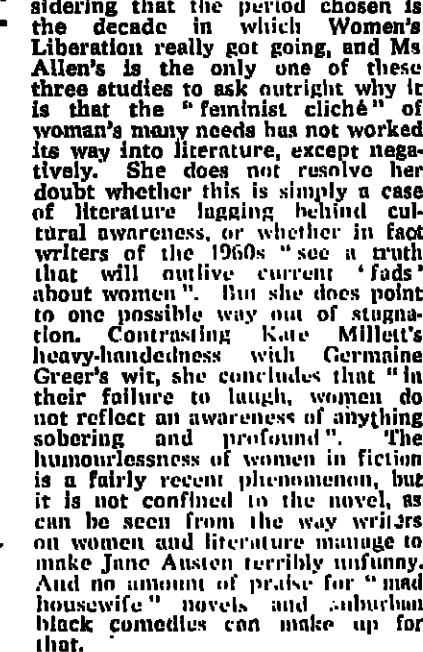 sidering that the period chosen is
the decade in which Women's
Liberation really got going, and Ms
Allen's is the only one of these
three studies to ask outright why it
is that the "feminist cliché" of
woman's many needs has not worked
its way into literature, except nega-
tively. She does not resolve her
doubt whether this is simply a case
of literature lagging behind cul-
tural awareness, or whether in fact
writers of the 1960s "see a truth
that will outlive current 'fads'
about women". But she does point
to one possible way out of stagna-
tion. Contrasting Kate Millett's
heavy-handedness with Germaine
Greer's wit, she concludes that "in
their failure to laugh, women do
not reflect an awareness of anything
sobering and profound". The
humourlessness of women in fiction
is a fairly recent phenomenon, but
it is not confined to the novel, as
can be seen from the way writers
on women and literature manage to
make Jane Austen terribly unfunny.
And no amount of praise for "mad
housewife" novels and suburban
black comedies can make up for
that.